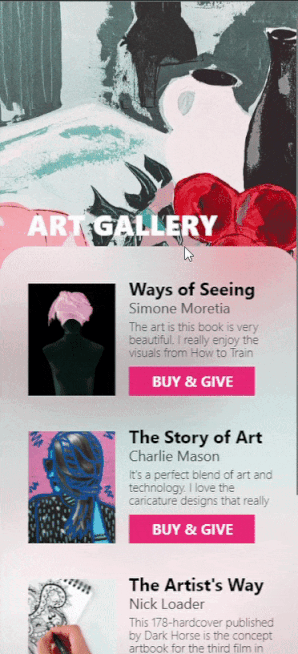 ART GALLERY
Ways of Seeing
Simone Moretia
The art is this book is very
beautiful. I really enjoy the
visuals from How to Train
BUY & GIVE
The Story of Art
Charlie Mason
It's a perfect blend of art and
technology. I love the
caricature designs that really
BUY & GIVE
The Artist's Way
Nick Loader
This 178-hardcover published
by Dark Horse is the concept
artbook for the third film in